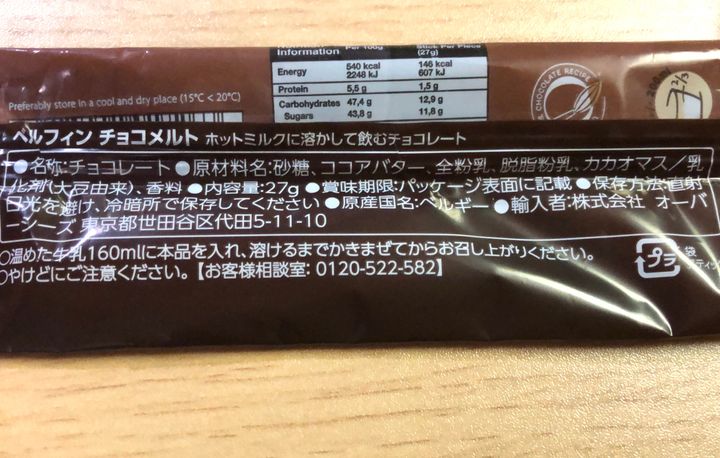 Information Per 100g Stick Per Piece (27g)
Energy 540 kcal 2248 kJ 146 kcal 607 kJ
Protein 5,5 g 1,5 g
Carbohydrates 47,4 g 12,9 g
Sugars 43,8 g 11,8 g
CHOCOLATE RECIPE
200ml
2/3
Preferably store in a cool and dry place (15°C < 20°C)
ベルフィン チョコメルト ホットミルクに溶かして飲むチョコレート
●名称:チョコレート●原材料名:砂糖、ココアバター、全粉乳、脱脂粉乳、カカオマス／乳
化剤(大豆由来)、香料●内容量:27g●賞味期限:パッケージ表面に記載●保存方法:直射
日光を避け、冷暗所で保存してください●原産国名:ベルギー●輸入者:株式会社 オーバ
ーシーズ 東京都世田谷区代田5-11-10
○温めた牛乳160mlに本品を入れ、溶けるまでかきまぜてからお召し上がりください。
○やけどにご注意ください。【お客様相談室: 0120-522-582】
プラ
袋